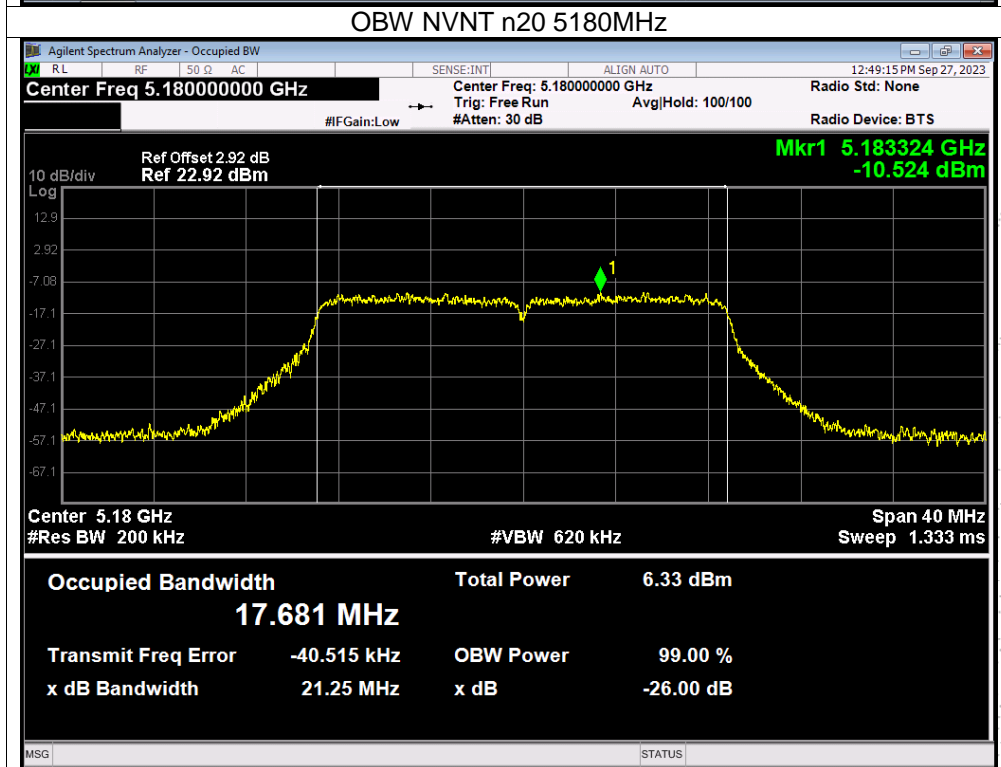 OBW NVNT n20 5180MHz
Agilent Spectrum Analyzer - Occupied BW
LXI RL RF 50 Ω AC SENSE:INT ALIGN AUTO 12:49:15 PM Sep 27, 2023
Center Freq 5.180000000 GHz Center Freq: 5.180000000 GHz Radio Std: None
Trig: Free Run Avg|Hold: 100/100
#IFGain:Low #Atten: 30 dB Radio Device: BTS
Ref Offset 2.92 dB Mkr1 5.183324 GHz
10 dB/div Ref 22.92 dBm -10.524 dBm
Log
12.9
2.92
-7.08
1
-17.1
-27.1
-37.1
-47.1
-57.1
-67.1
Center 5.18 GHz Span 40 MHz
#Res BW 200 kHz #VBW 620 kHz Sweep 1.333 ms
Occupied Bandwidth Total Power 6.33 dBm
17.681 MHz
Transmit Freq Error -40.515 kHz OBW Power 99.00 %
x dB Bandwidth 21.25 MHz x dB -26.00 dB
MSG STATUS